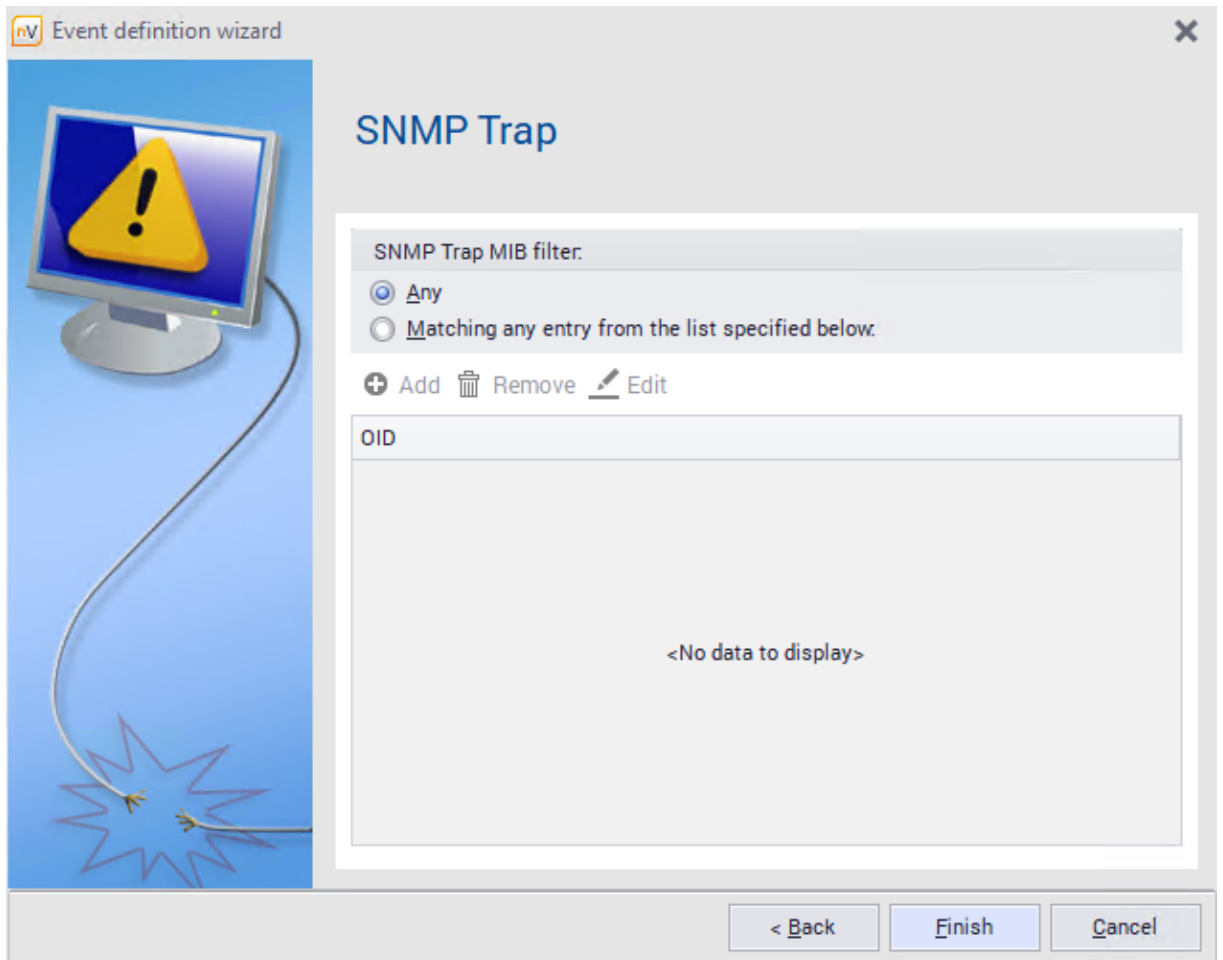 nV Event definition wizard
SNMP Trap
SNMP Trap MIB filter:
Any
Matching any entry from the list specified below:
Add Remove Edit
OID
<No data to display>
< Back Finish Cancel